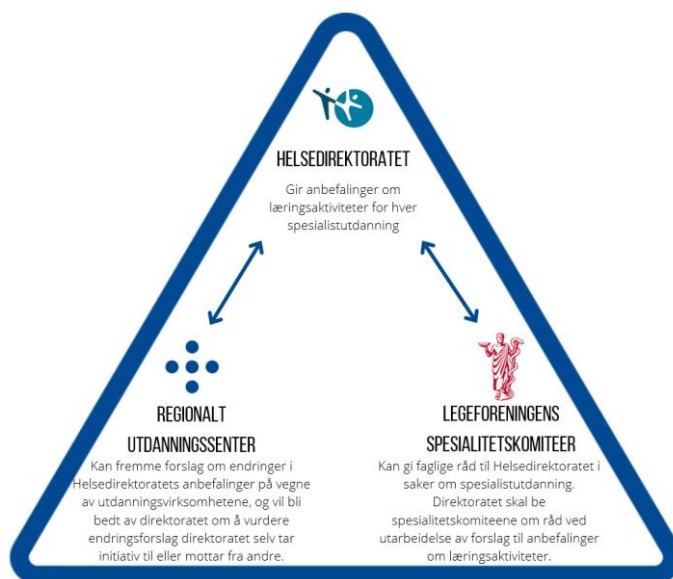 HELSEDIREKTORATET
Gir anbefalinger om
læringsaktiviteter for hver
spesialistutdanning
REGIONALT
UTDANNINGSSENTER
Kan fremme forslag om endringer i
Helsedirektoratets anbefalinger på vegne
av utdanningsvirksomhetene, og vil bli
bedt av direktoratet om å vurdere
endringsforslag direktoratet selv tar
initiativ til eller mottar fra andre.
LEGEFORENINGENS
SPESIALITETSKOMITEER
Kan gi faglige råd til Helsedirektoratet i
saker om spesialistutdanning.
Direktoratet skal be
spesialitetskomiteene om råd ved
utarbeidelse av forslag til anbefalinger
om læringsaktiviteter.